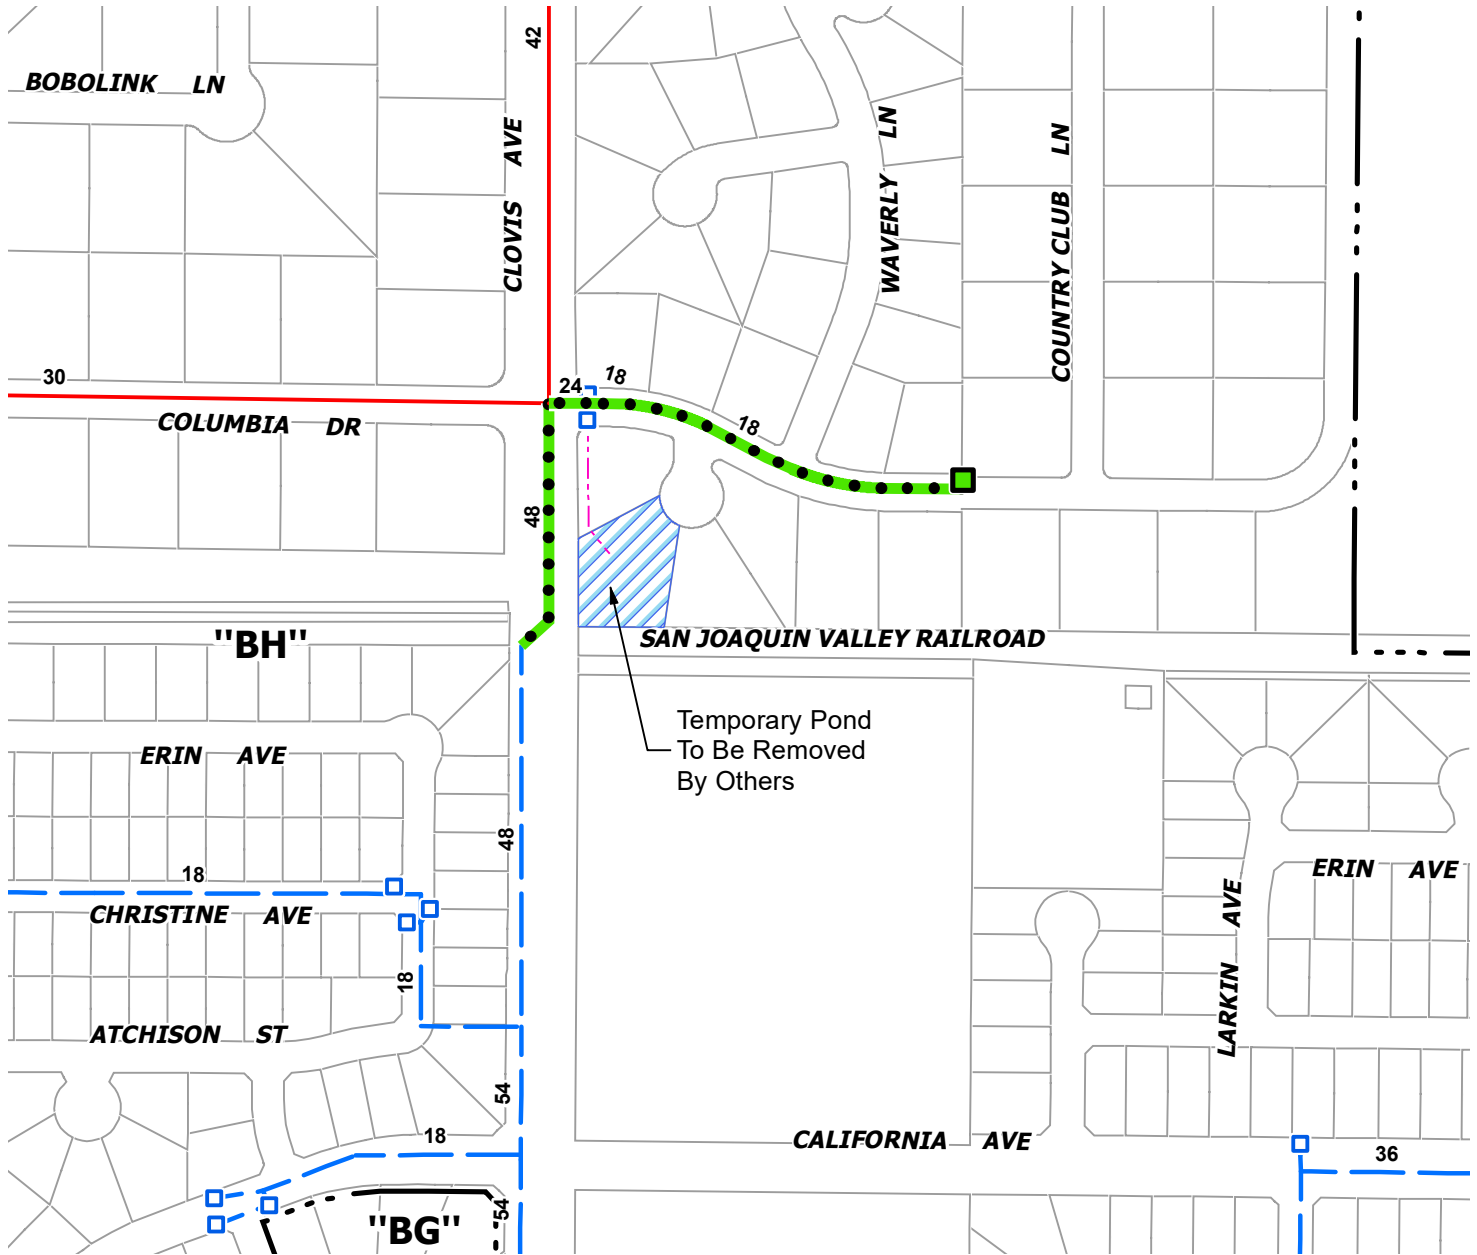 42
BOBOLINK LN
CLOVIS AVE
WAVERLY LN
COUNTRY CLUB LN
30
24
18
18
COLUMBIA DR
48
"BH"
SAN JOAQUIN VALLEY RAILROAD
Temporary Pond
To Be Removed
By Others
ERIN AVE
48
18
CHRISTINE AVE
ERIN AVE
LARKIN AVE
18
ATCHISON ST
54
18
CALIFORNIA AVE
36
54
"BG"